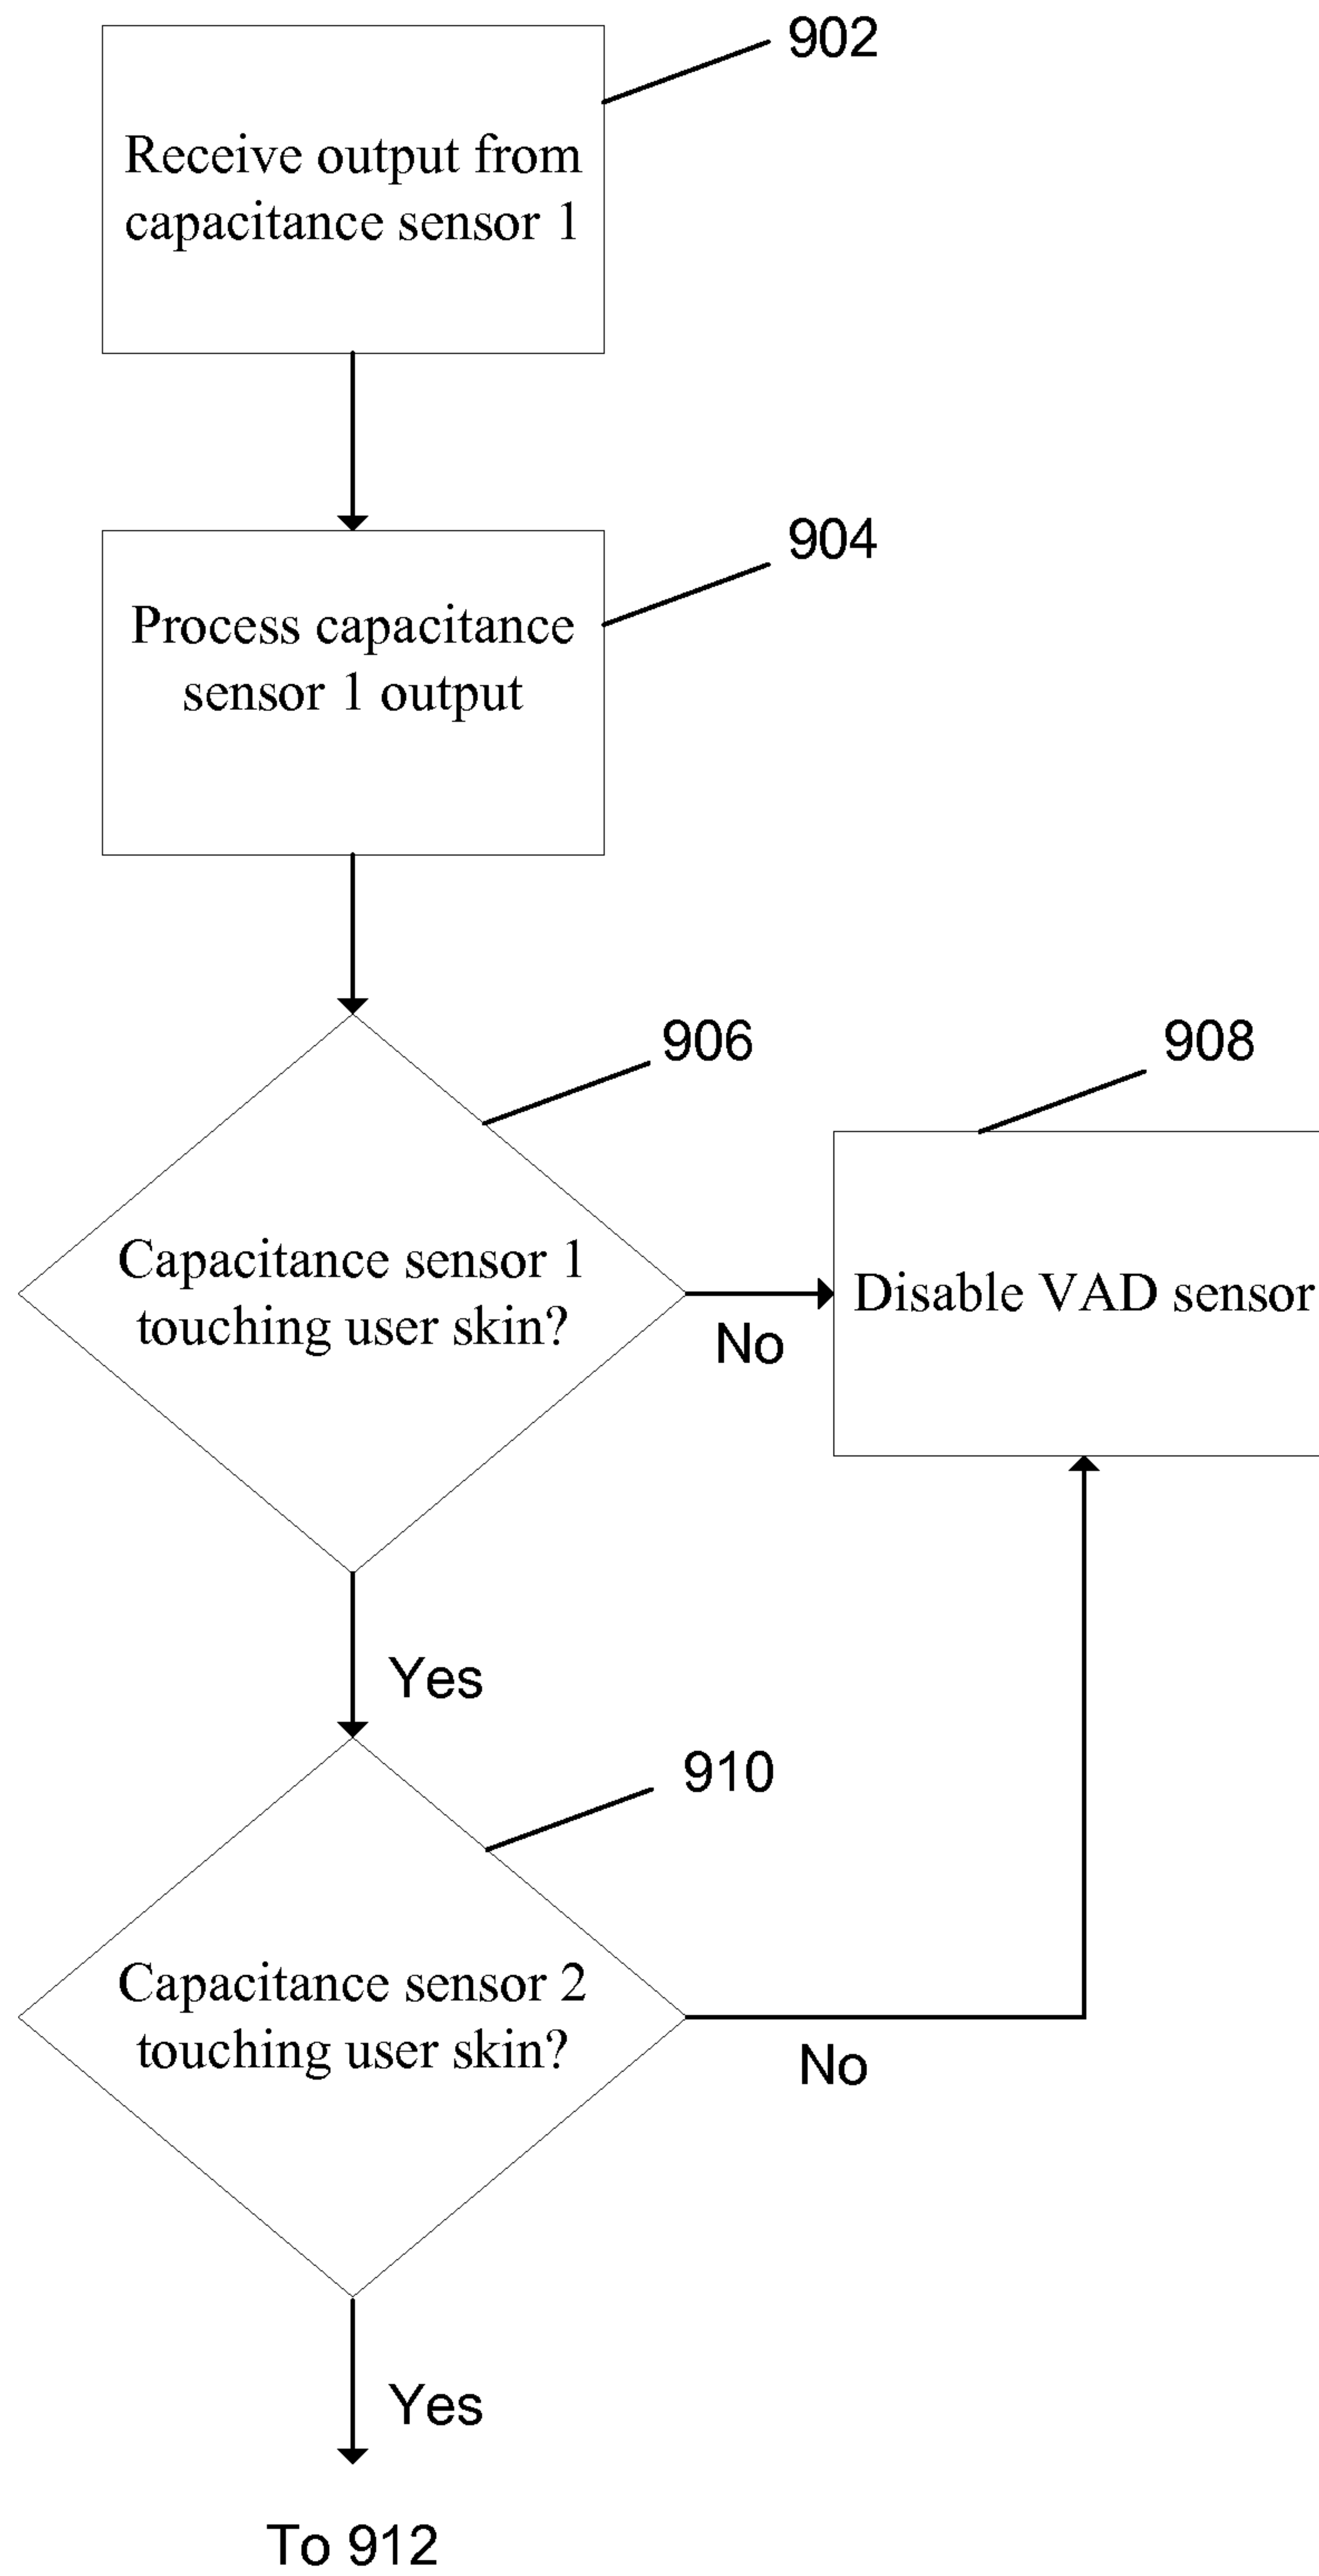 902
Receive output from
capacitance sensor 1
904
Process capacitance
sensor 1 output
906
908
Capacitance sensor 1
touching user skin?
No
Disable VAD sensor
Yes
910
Capacitance sensor 2
touching user skin?
No
Yes
To 912